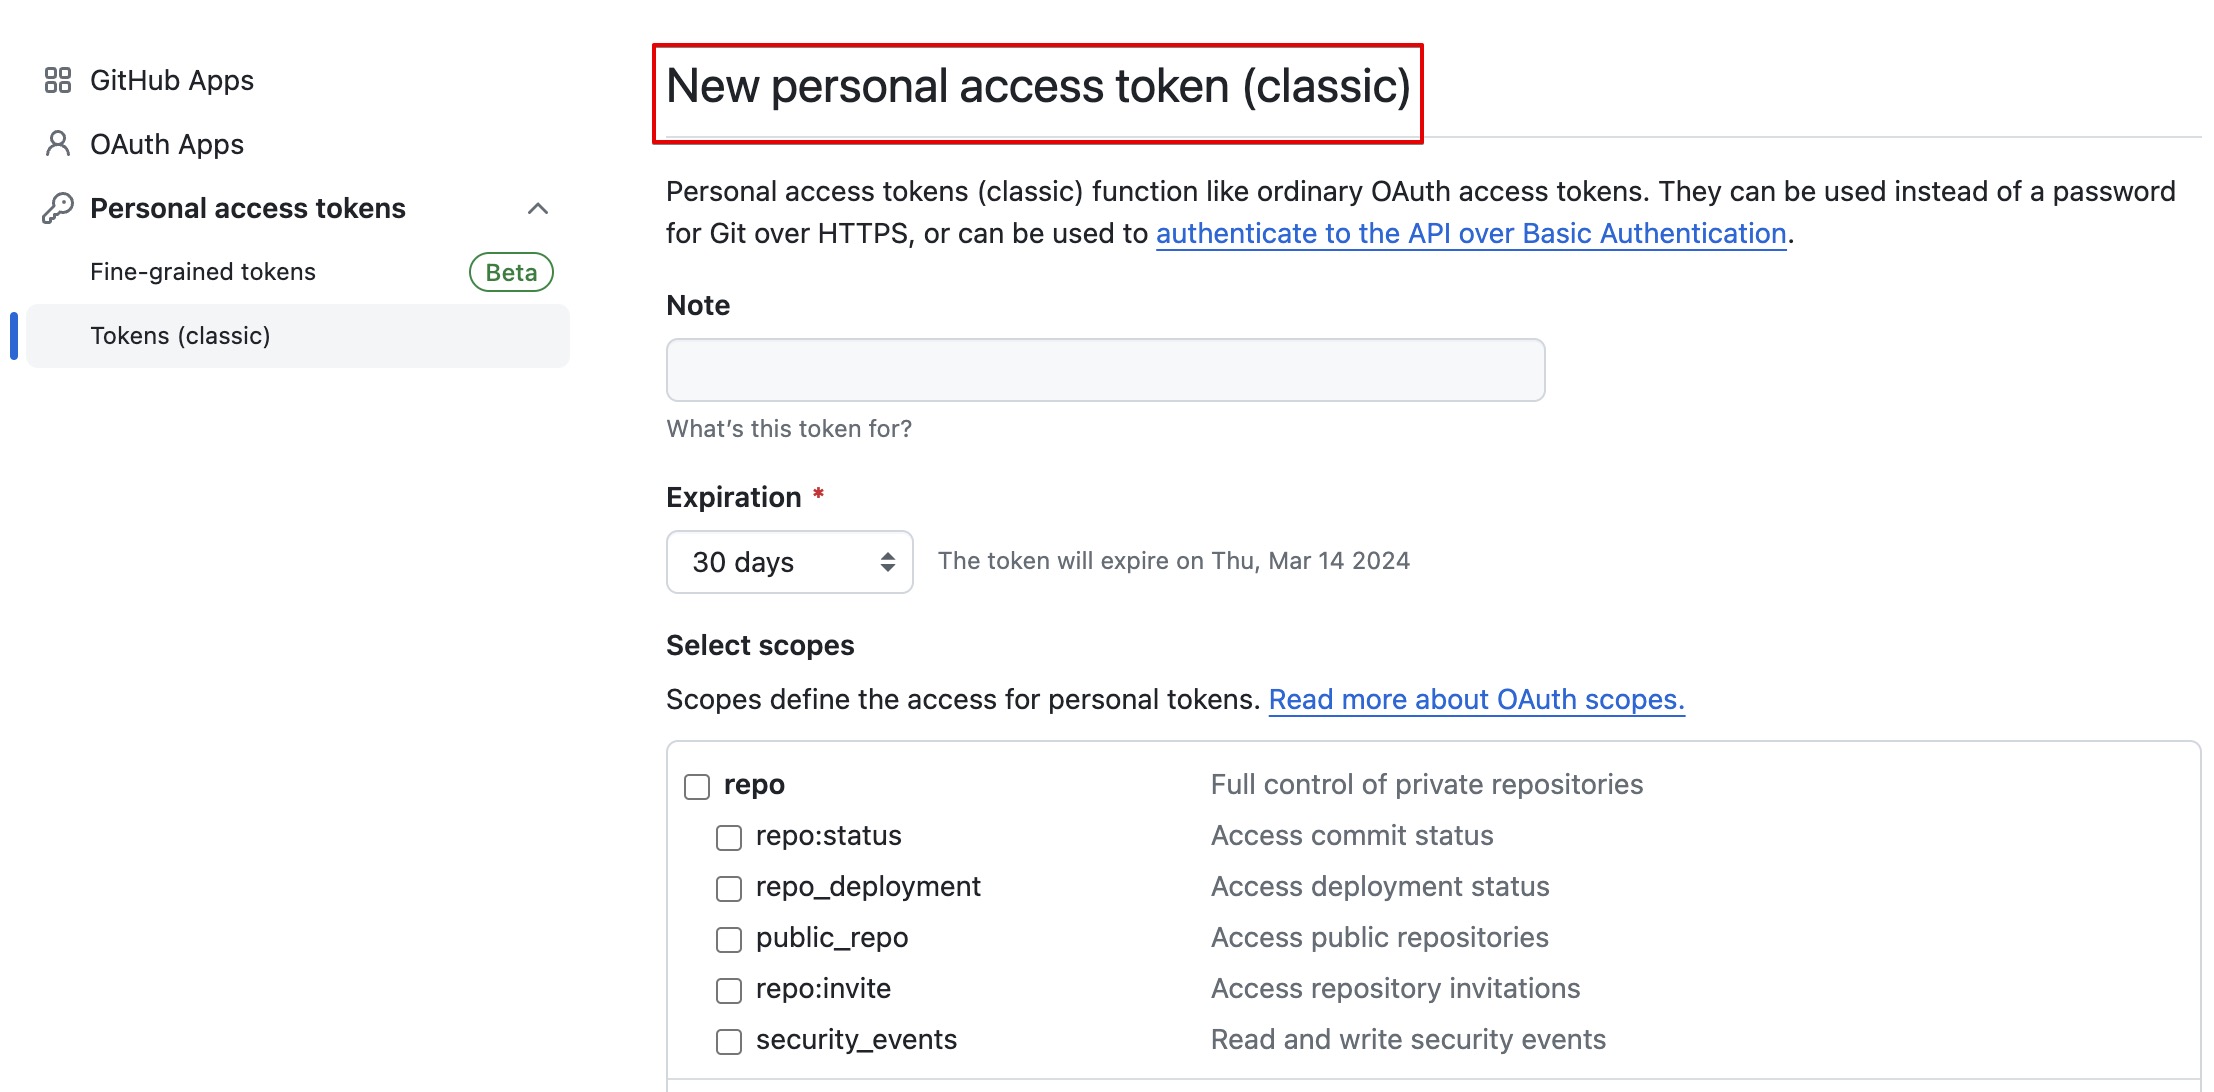 GitHub Apps
OAuth Apps
Personal access tokens
Fine-grained tokens Beta
Tokens (classic)
New personal access token (classic)
Personal access tokens (classic) function like ordinary OAuth access tokens. They can be used instead of a password
for Git over HTTPS, or can be used to authenticate to the API over Basic Authentication.
Note
What's this token for?
Expiration *
30 days The token will expire on Thu, Mar 14 2024
Select scopes
Scopes define the access for personal tokens. Read more about OAuth scopes.
repo Full control of private repositories
repo:status Access commit status
repo_deployment Access deployment status
public_repo Access public repositories
repo:invite Access repository invitations
security_events Read and write security events